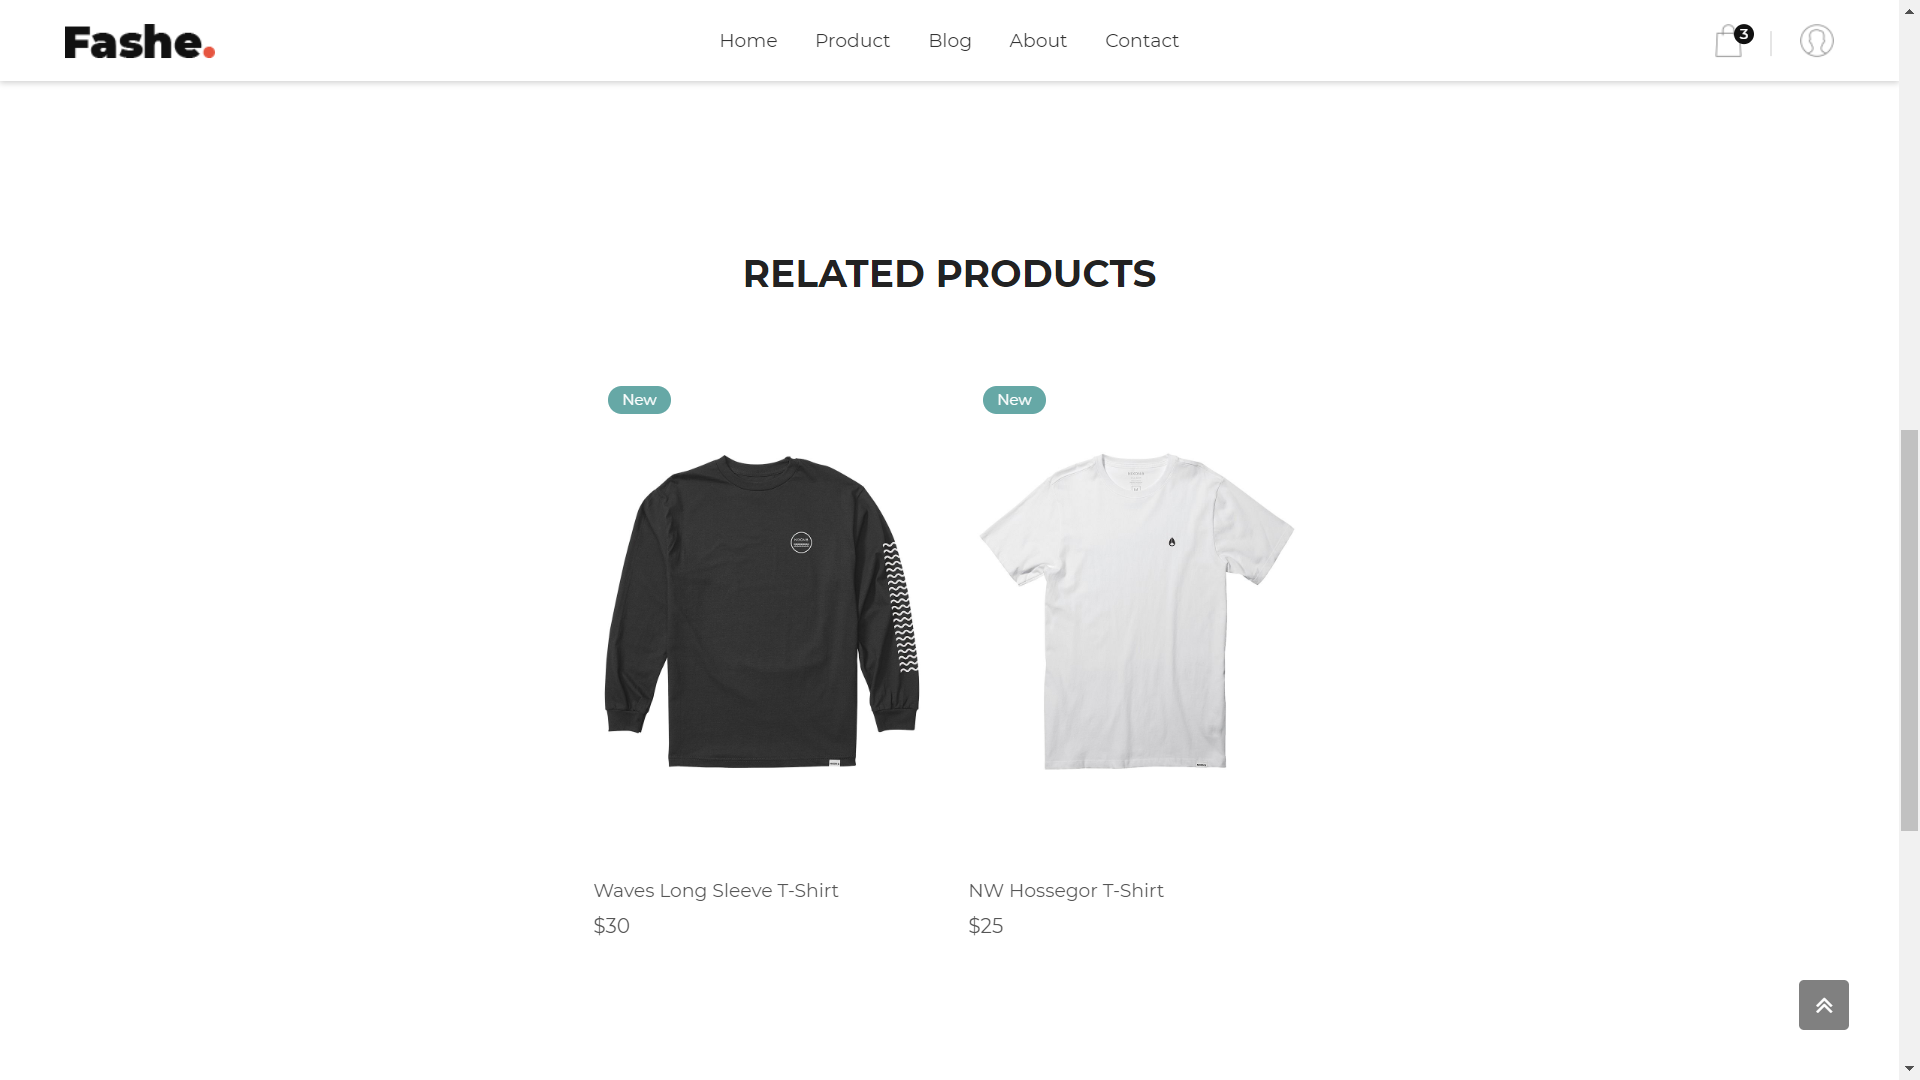 Fashe.
Home
Product
Blog
About
Contact
3
RELATED PRODUCTS
New
New
Waves Long Sleeve T-Shirt
$30
NW Hossegor T-Shirt
$25